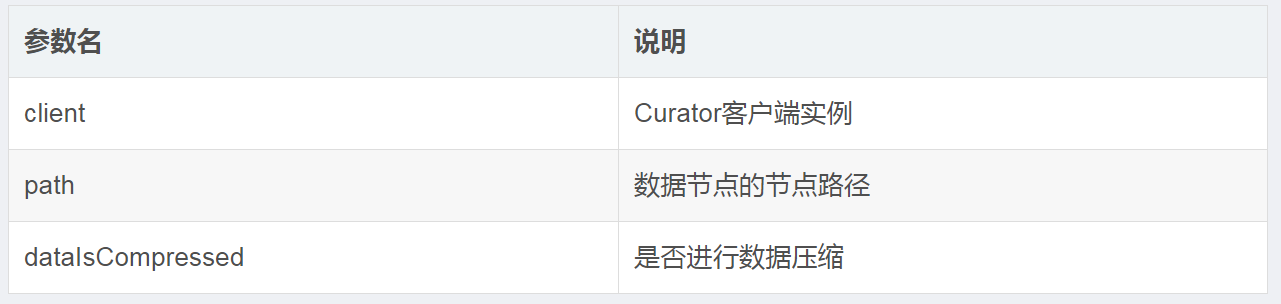 参数名 说明
client Curator客户端实例
path 数据节点的节点路径
dataIsCompressed 是否进行数据压缩